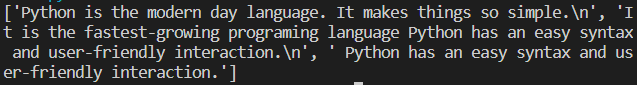 ['Python is the modern day language. It makes things so simple.\n', 'I
t is the fastest-growing programing language Python has an easy syntax
 and user-friendly interaction.\n', ' Python has an easy syntax and us
er-friendly interaction.']